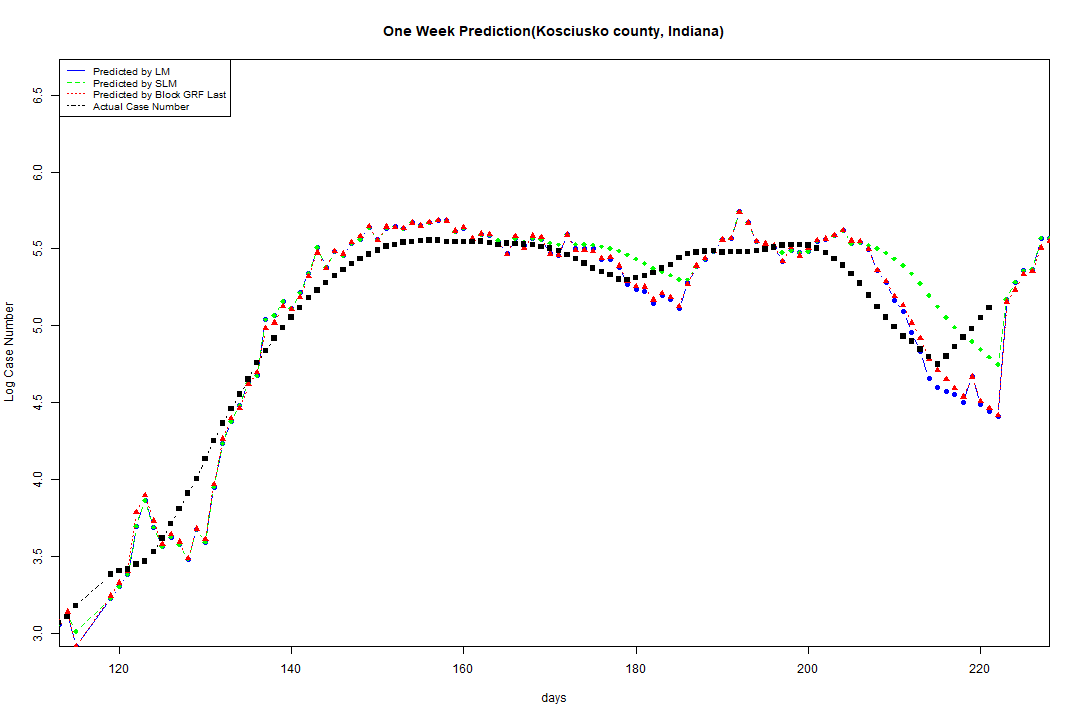 One Week Prediction(Kosciusko county, Indiana)
Predicted by LM
Predicted by SLM
Predicted by Block GRF Last
Actual Case Number
6.5
6.0
5.5
5.0
4.5
4.0
3.5
3.0
Log Case Number
120 140 160 180 200 220
days